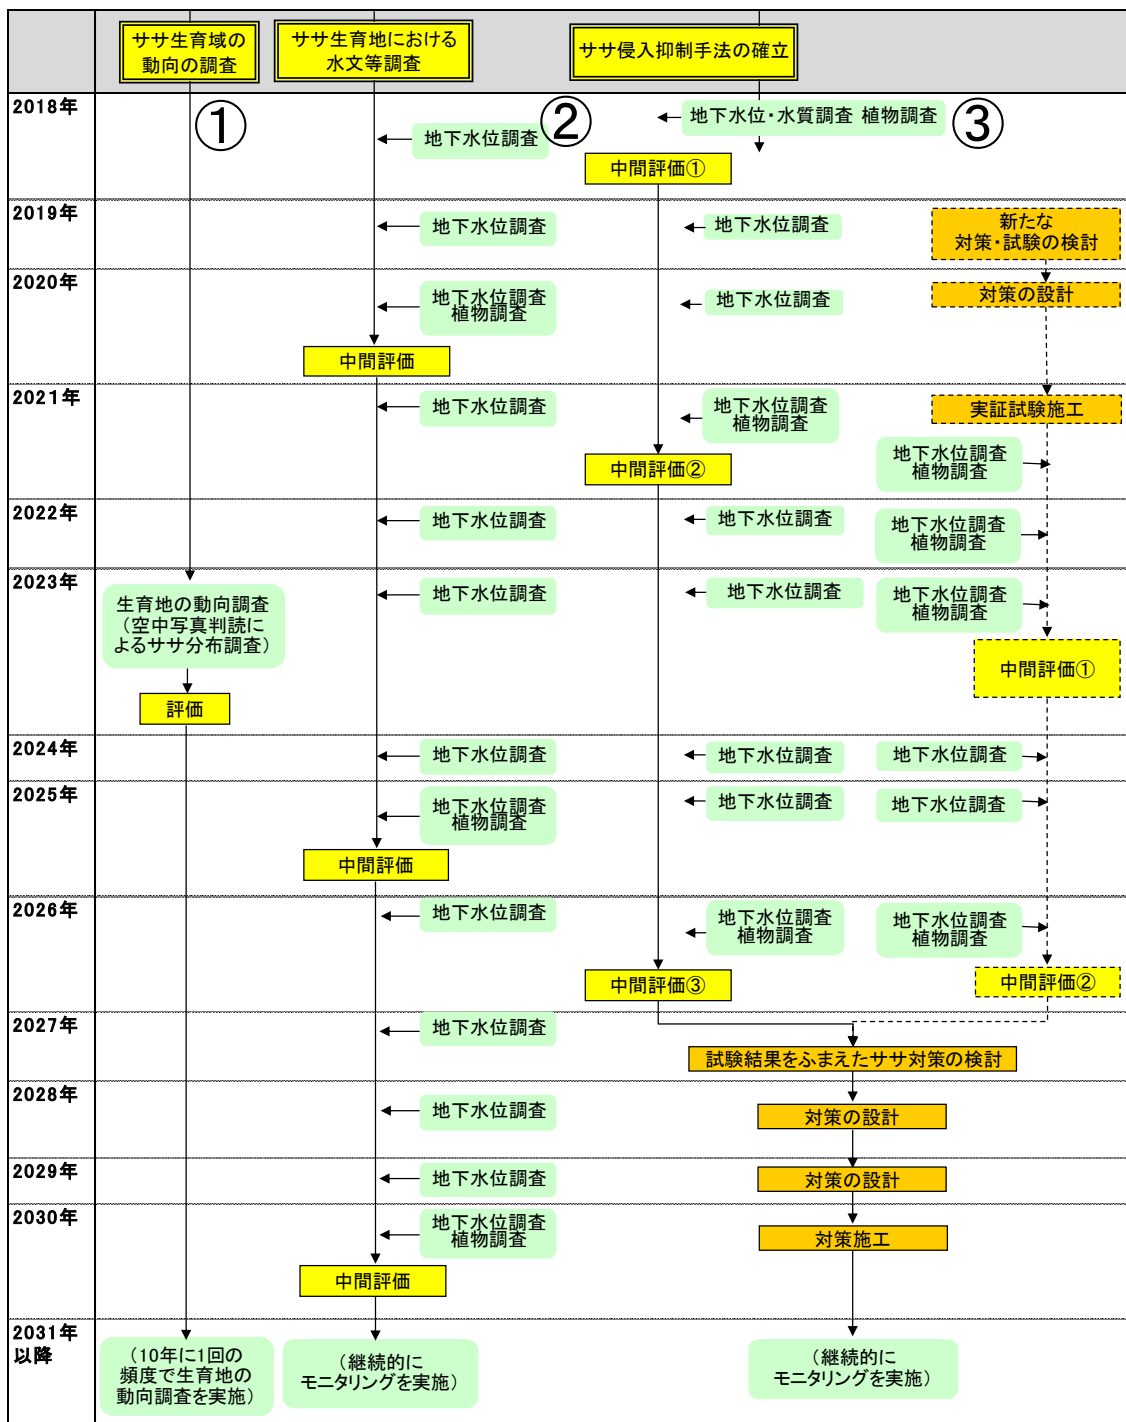 ササ生育域の
動向の調査
ササ生育地における
水文等調査
ササ侵入抑制手法の確立
2018年
①
②
③
地下水位・水質調査 植物調査
地下水位調査
中間評価①
2019年
地下水位調査
地下水位調査
新たな
対策・試験の検討
2020年
地下水位調査
植物調査
地下水位調査
対策の設計
中間評価
2021年
地下水位調査
地下水位調査
植物調査
実証試験施工
中間評価②
地下水位調査
植物調査
2022年
地下水位調査
地下水位調査
地下水位調査
植物調査
2023年
生育地の動向調査
(空中写真判読に
よるササ分布調査)
評価
地下水位調査
地下水位調査
地下水位調査
植物調査
中間評価①
2024年
地下水位調査
地下水位調査
地下水位調査
2025年
地下水位調査
植物調査
地下水位調査
地下水位調査
中間評価
2026年
地下水位調査
地下水位調査
植物調査
地下水位調査
植物調査
中間評価③
中間評価②
2027年
地下水位調査
試験結果をふまえたササ対策の検討
2028年
地下水位調査
対策の設計
2029年
地下水位調査
対策の設計
2030年
地下水位調査
植物調査
対策施工
中間評価
2031年
以降
(10年に1回の
頻度で生育地の
動向調査を実施)
(継続的に
モニタリングを実施)
(継続的に
モニタリングを実施)